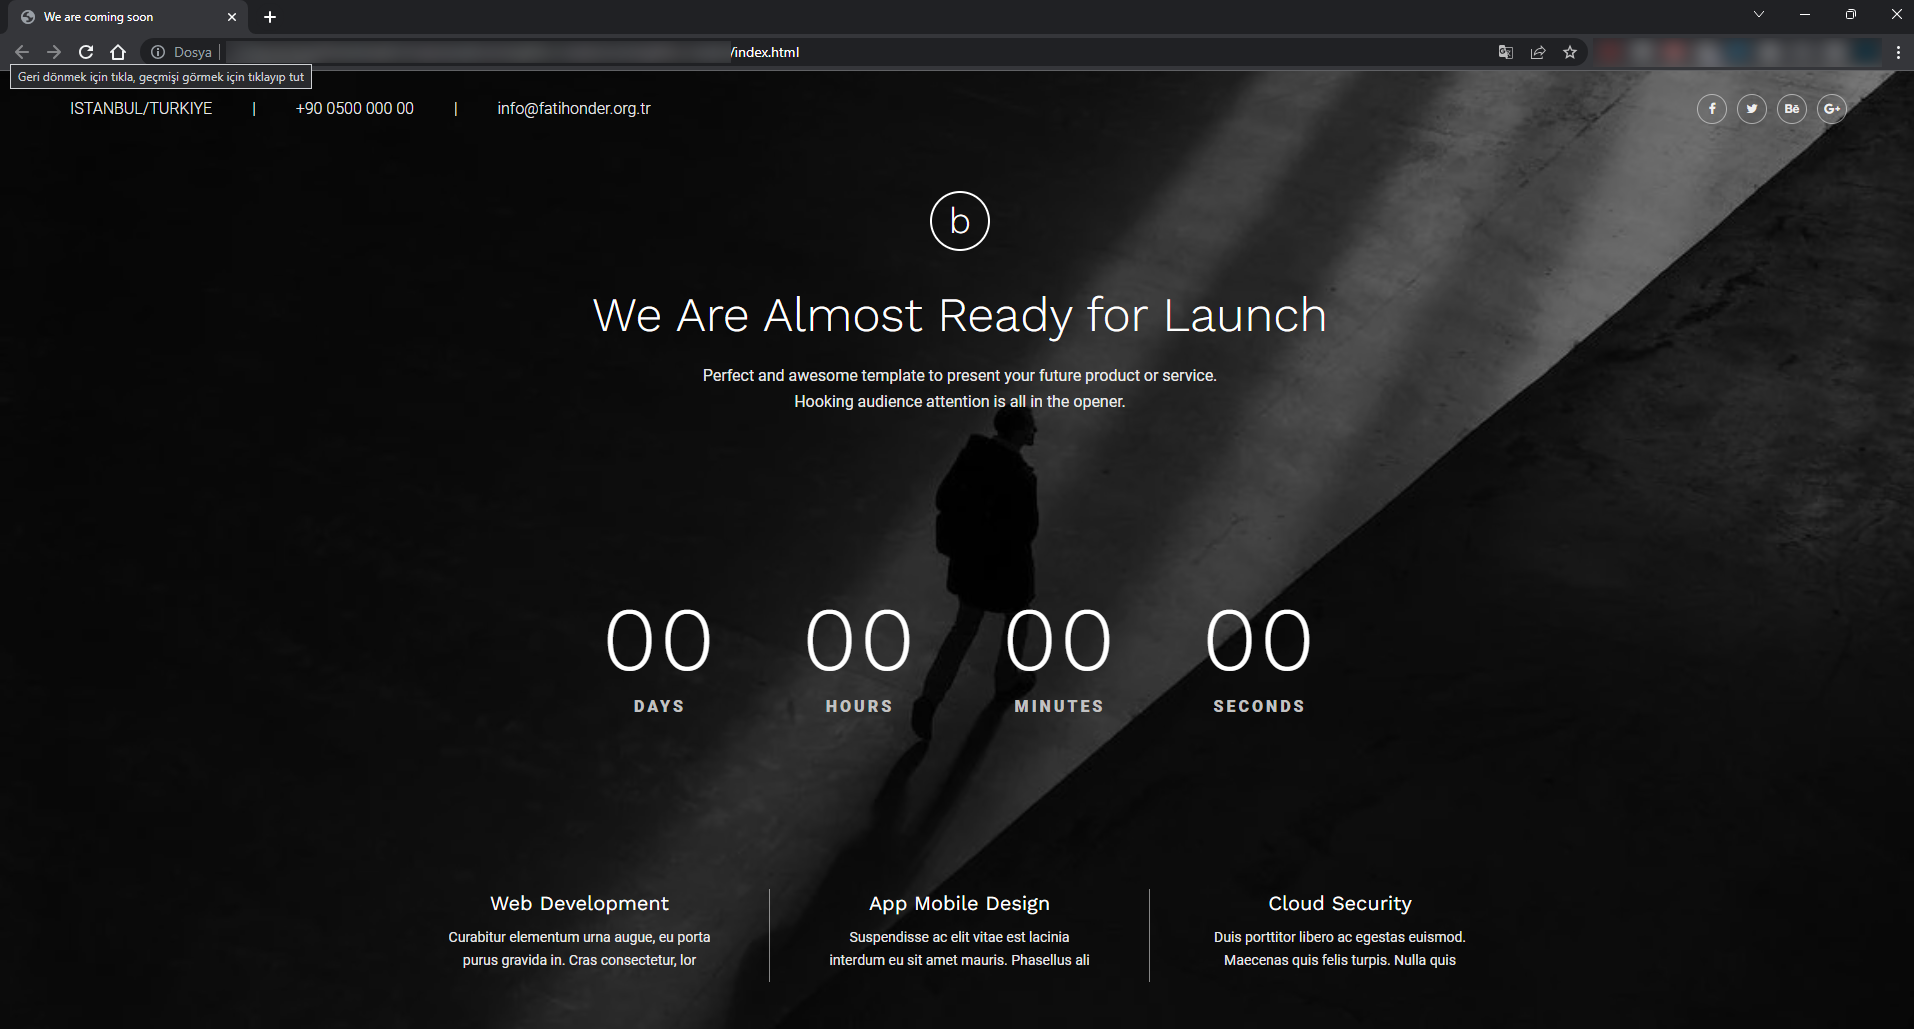 We are coming soon
Dosya
/index.html
Geri dönmek için tıkla, geçmişi görmek için tıklayıp tut
ISTANBUL/TURKIYE | +90 0500 000 00 | info@fatihonder.org.tr
f
Bē
G+
b
We Are Almost Ready for Launch
Perfect and awesome template to present your future product or service.
Hooking audience attention is all in the opener.
00 00 00 00
DAYS HOURS MINUTES SECONDS
Web Development
Curabitur elementum urna augue, eu porta
purus gravida in. Cras consectetur, lor
App Mobile Design
Suspendisse ac elit vitae est lacinia
interdum eu sit amet mauris. Phasellus ali
Cloud Security
Duis porttitor libero ac egestas euismod.
Maecenas quis felis turpis. Nulla quis